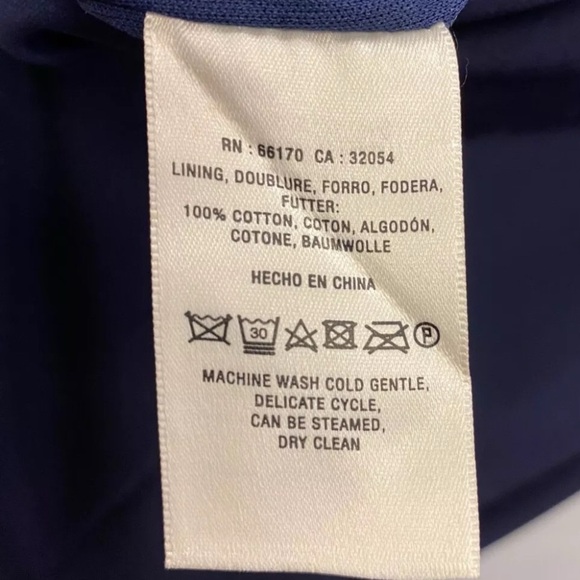 RN : 66170 CA : 32054
LINING, DOUBLURE, FORRO, FODERA,
FUTTER:
100% COTTON, COTON, ALGODÓN,
COTONE, BAUMWOLLE
HECHO EN CHINA
30 P
MACHINE WASH COLD GENTLE,
DELICATE CYCLE,
CAN BE STEAMED,
DRY CLEAN